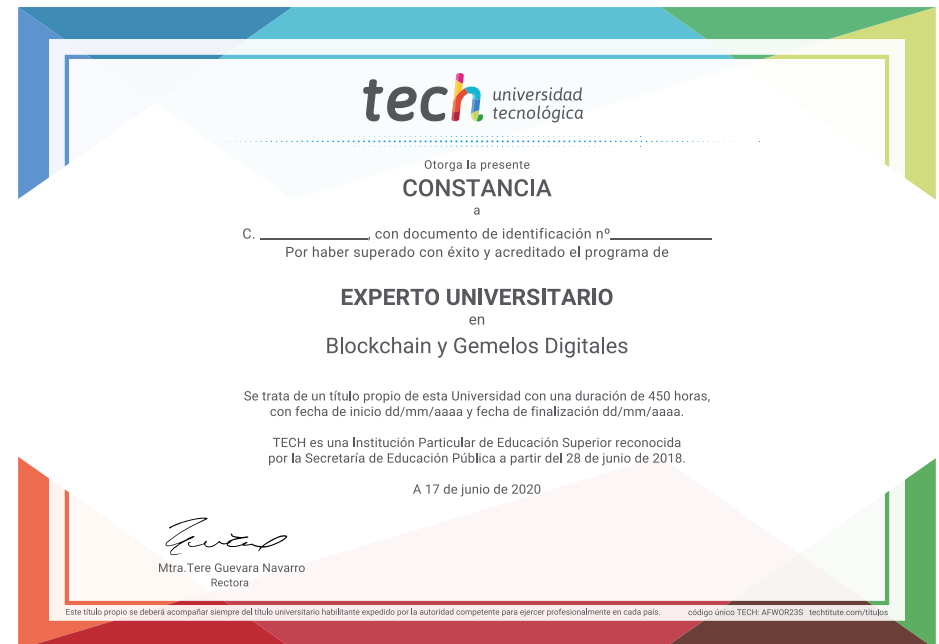 tech universidad
tecnológica
Otorga la presente
CONSTANCIA
a
C. ____________, con documento de identificación nº____________
Por haber superado con éxito y acreditado el programa de
EXPERTO UNIVERSITARIO
en
Blockchain y Gemelos Digitales
Se trata de un título propio de esta Universidad con una duración de 450 horas,
con fecha de inicio dd/mm/aaaa y fecha de finalización dd/mm/aaaa.
TECH es una Institución Particular de Educación Superior reconocida
por la Secretaría de Educación Pública a partir del 28 de junio de 2018.
A 17 de junio de 2020
Mtra.Tere Guevara Navarro
Rectora
Este título propio se deberá acompañar siempre del título universitario habilitante expedido por la autoridad competente para ejercer profesionalmente en cada país. código único TECH: AFWOR23S techtitute.com/titulos